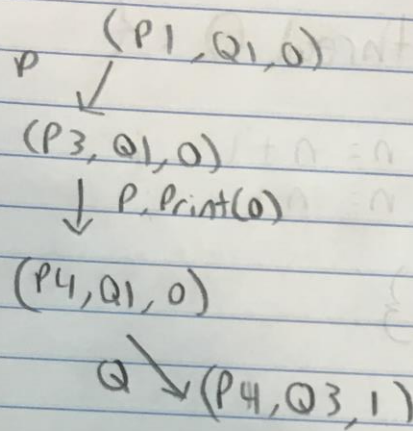 (P1, Q1, 0)
P
(P3, Q1, 0)
P. Print(0)
(P4, Q1, 0)
Q
(P4, Q3, 1)